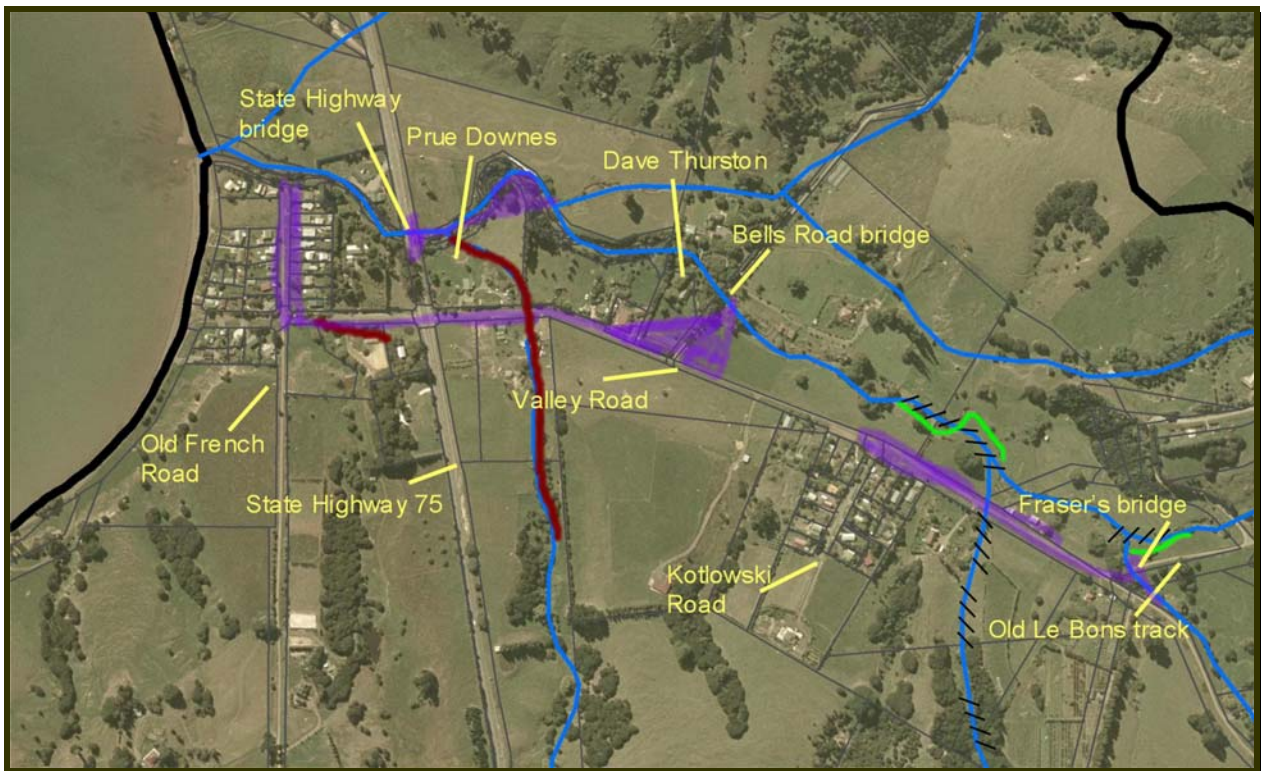 State Highway
bridge
Prue Downes
Dave Thurston
Bells Road bridge
Valley Road
Old French
Road
State Highway 75
Fraser's bridge
Kotlowski
Road
Old Le Bons track